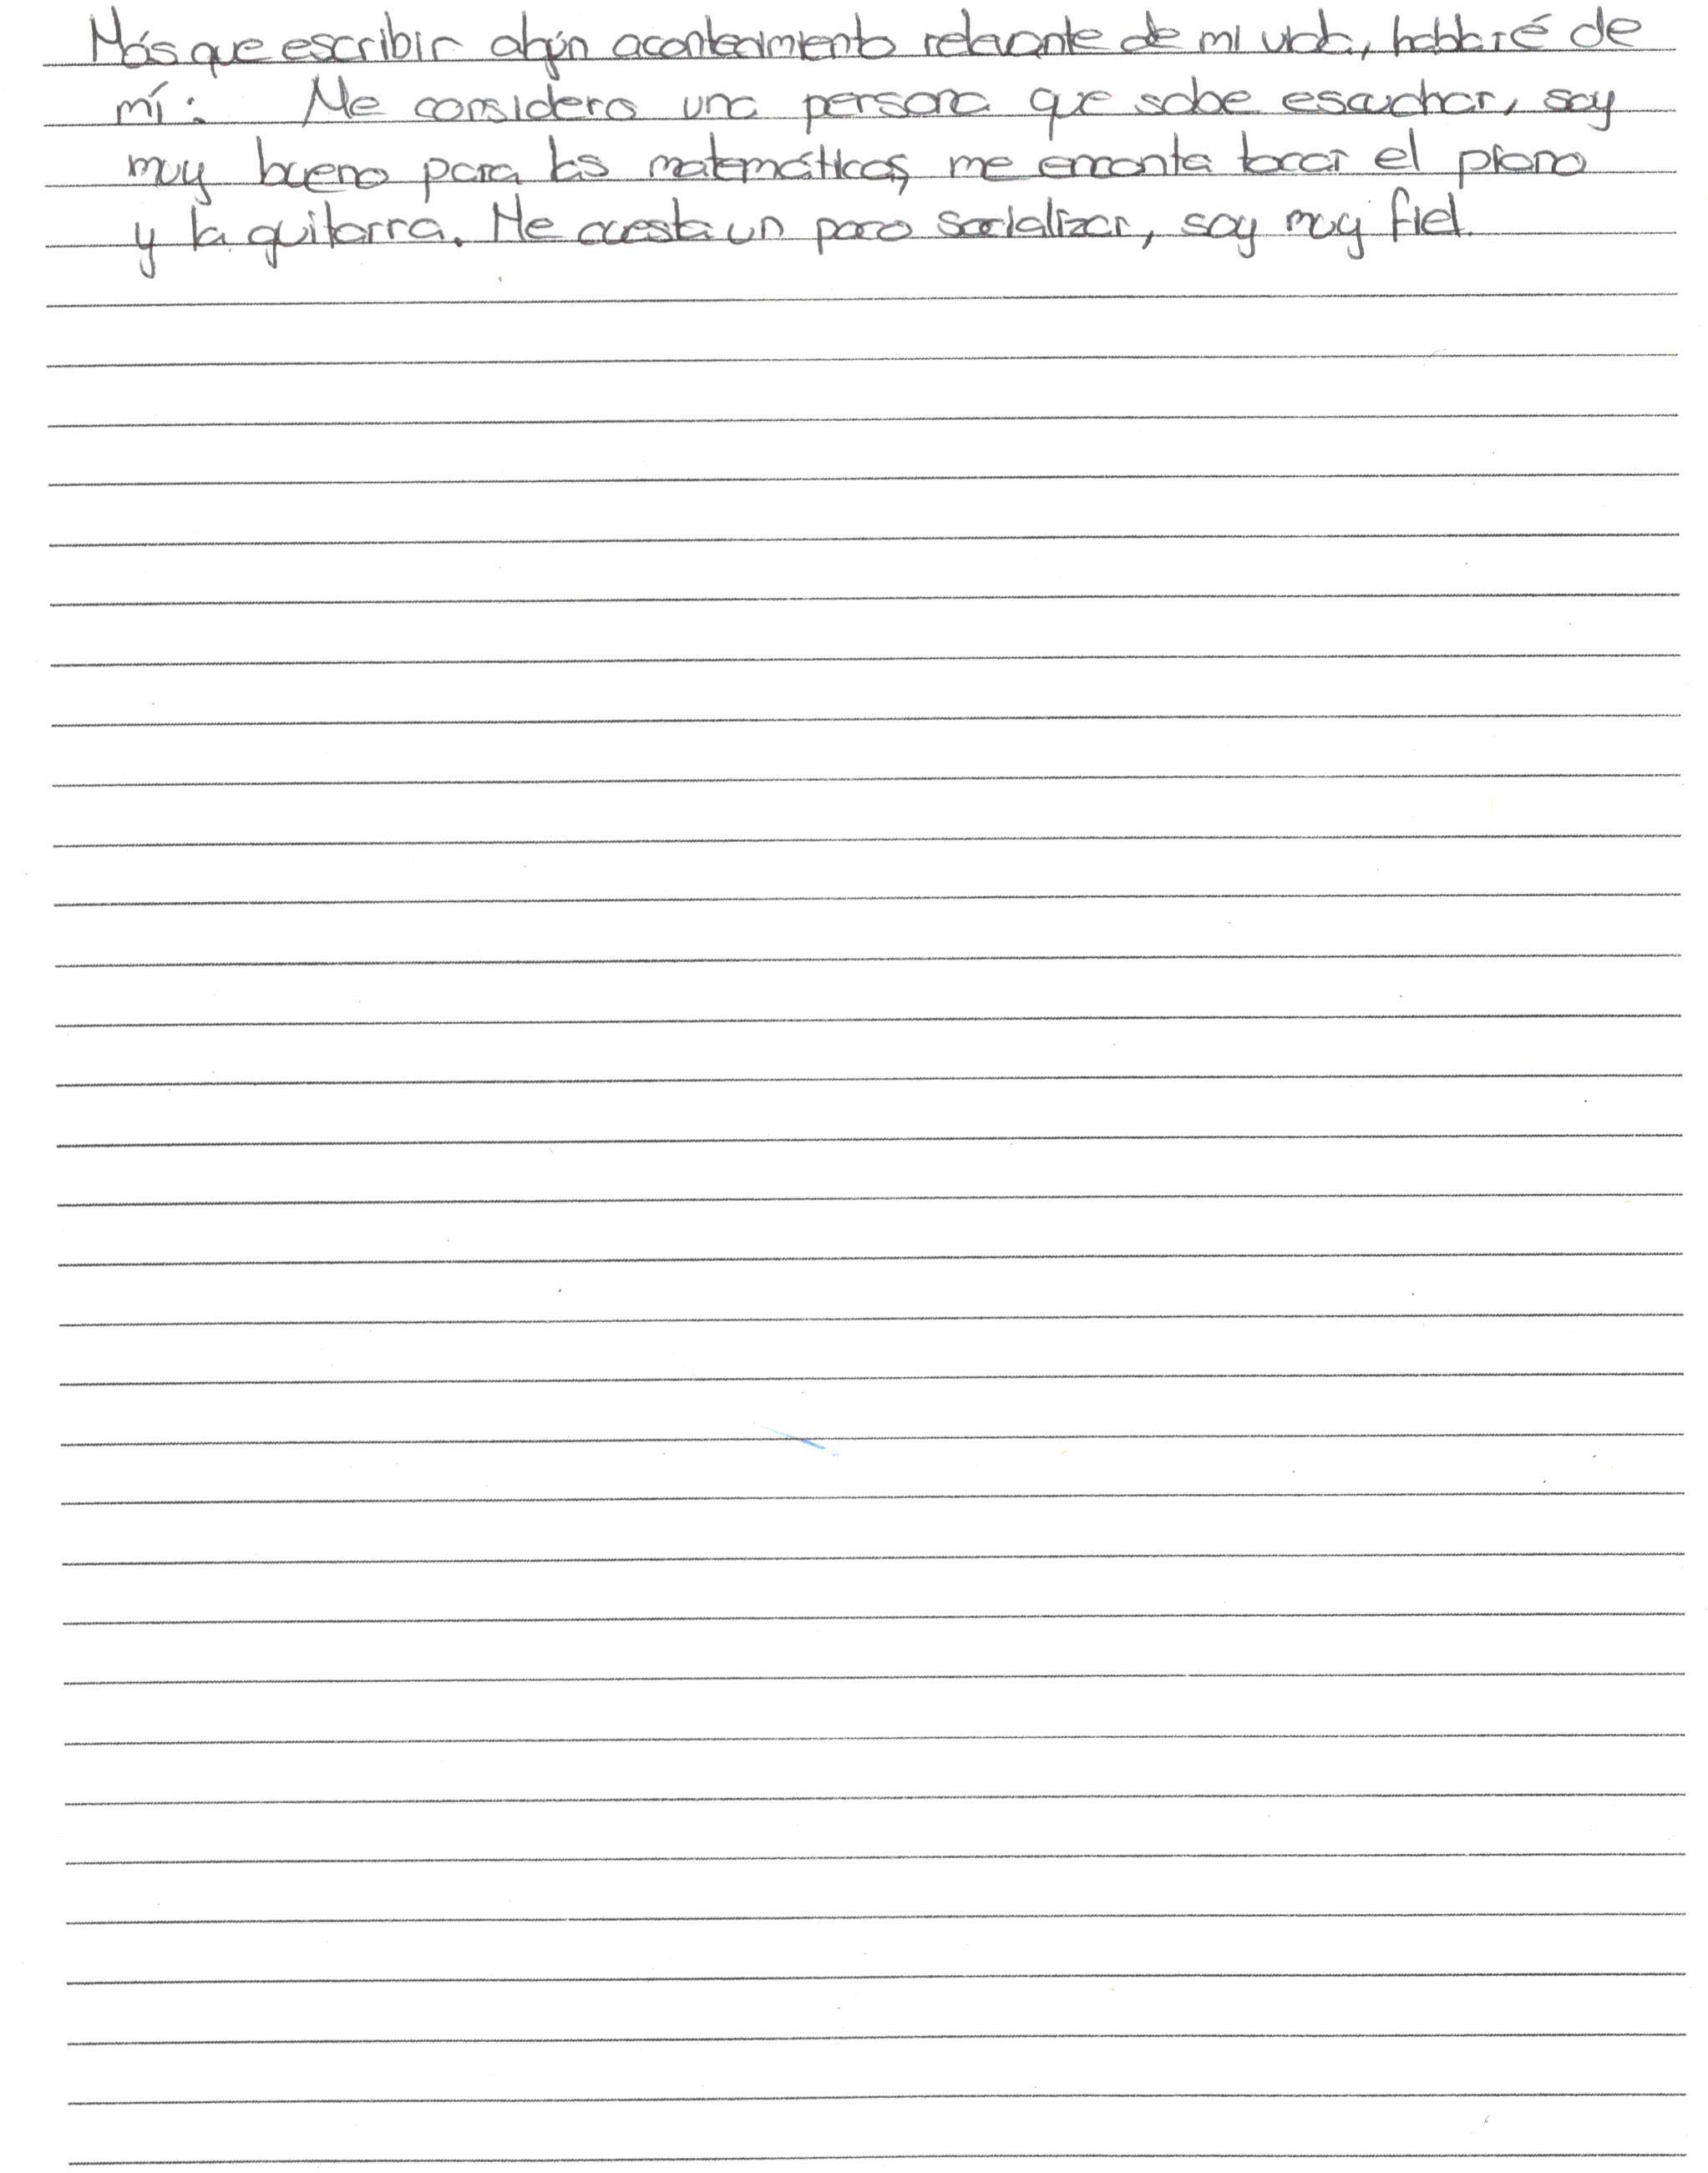 Más que escribir algún acontecimiento relevante de mi vida, hablaré de
mí: Me considero una persona que sabe escuchar, soy
muy bueno para las matemáticas, me encanta tocar el piano
y la guitarra. Me cuesta un poco socializar, soy muy fiel.